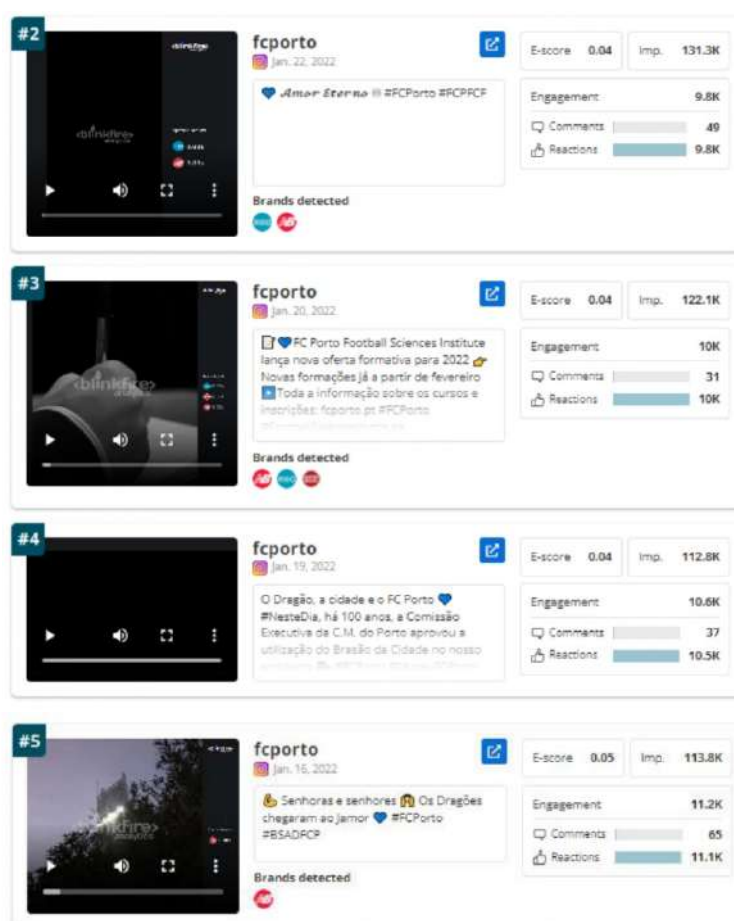 #2
fcporto
Jan. 22, 2022
E-score 0.04 Imp. 131.3K
💙 Amor Eterno #FCPorto #FCPFCF
Engagement 9.8K
Comments 49
Reactions 9.8K
<blinkfire>
analytics
Brands detected
#3
fcporto
Jan. 20, 2022
E-score 0.04 Imp. 122.1K
📝💙FC Porto Football Sciences Institute
lança nova oferta formativa para 2022 👉
Novas formações já a partir de fevereiro
▶️Toda a informação sobre os cursos e
inscrições: fcporto.pt #FCPorto
Engagement 10K
Comments 31
Reactions 10K
<blinkfire>
analytics
Brands detected
#4
fcporto
Jan. 19, 2022
E-score 0.04 Imp. 112.8K
O Dragão, a cidade e o FC Porto 💙
#NesteDia, há 100 anos, a Comissão
Executiva da C.M. do Porto aprovou a
utilização do Brasão da Cidade no nosso
Engagement 10.6K
Comments 37
Reactions 10.5K
#5
fcporto
Jan. 16, 2022
E-score 0.05 Imp. 113.8K
💪 Senhoras e senhores Os Dragões
chegaram ao Jamor 💙 #FCPorto
#BSADFCP
Engagement 11.2K
Comments 65
Reactions 11.1K
<blinkfire>
analytics
Brands detected